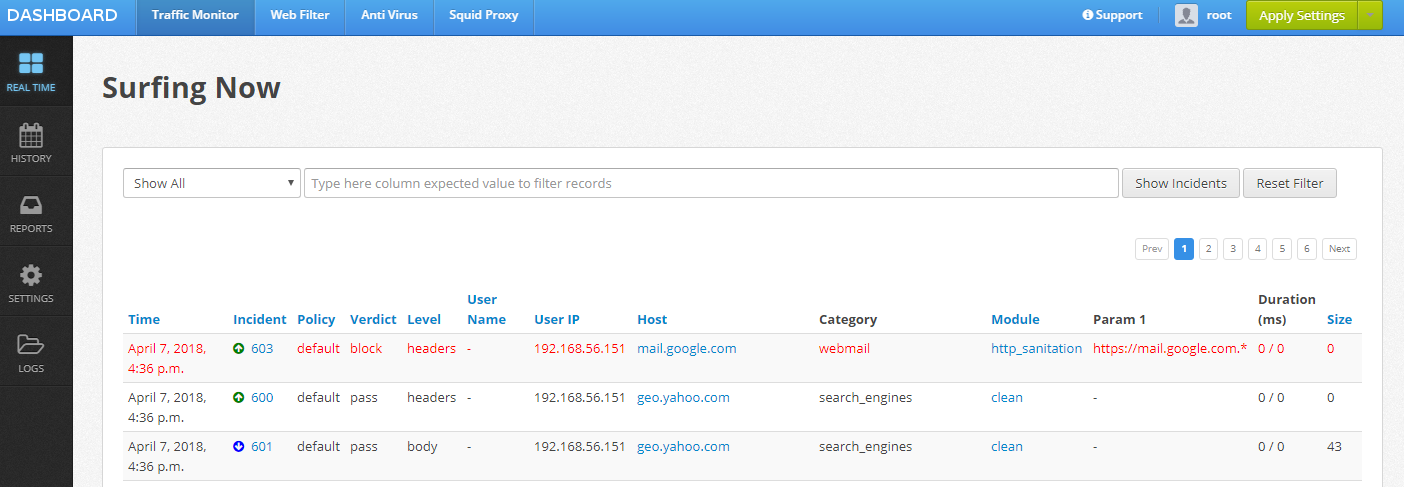 DASHBOARD Traffic Monitor Web Filter Anti Virus Squid Proxy Support root Apply Settings
REAL TIME
HISTORY
REPORTS
SETTINGS
LOGS
Surfing Now
Show All Type here column expected value to filter records Show Incidents Reset Filter
Prev 1 2 3 4 5 6 Next
Time Incident Policy Verdict Level User Name User IP Host Category Module Param 1 Duration (ms) Size
April 7, 2018, 4:36 p.m. 603 default block headers - 192.168.56.151 mail.google.com webmail http_sanitation https://mail.google.com.* 0 / 0 0
April 7, 2018, 4:36 p.m. 600 default pass headers - 192.168.56.151 geo.yahoo.com search_engines clean - 0 / 0 0
April 7, 2018, 4:36 p.m. 601 default pass body - 192.168.56.151 geo.yahoo.com search_engines clean - 0 / 0 43